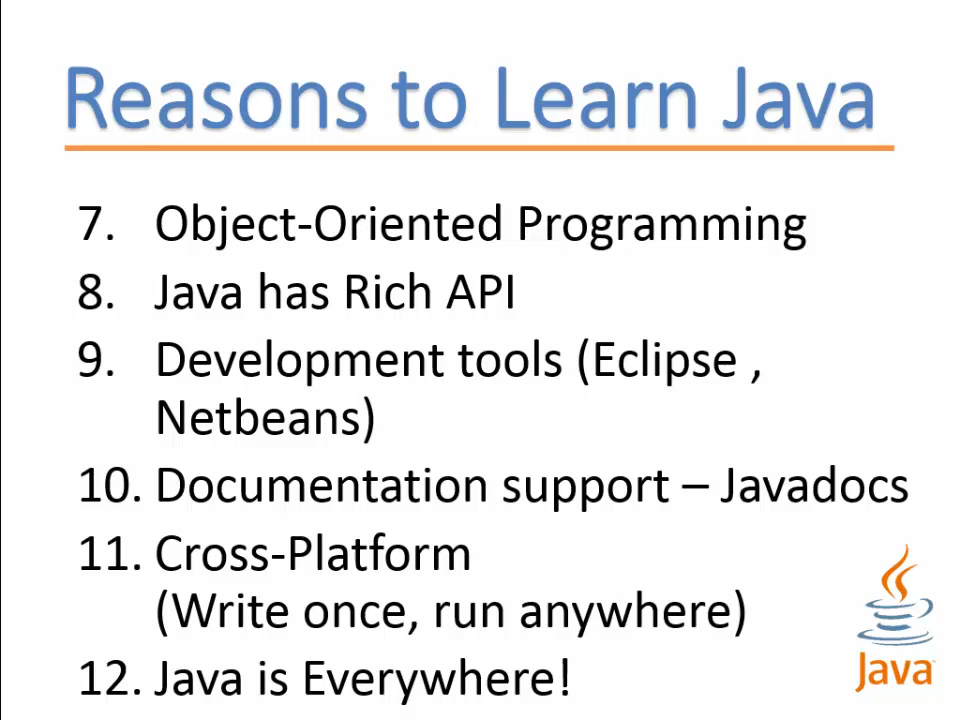 Reasons to Learn Java
7. Object-Oriented Programming
8. Java has Rich API
9. Development tools (Eclipse ,
Netbeans)
10. Documentation support – Javadocs
11. Cross-Platform
(Write once, run anywhere)
12. Java is Everywhere!
Java